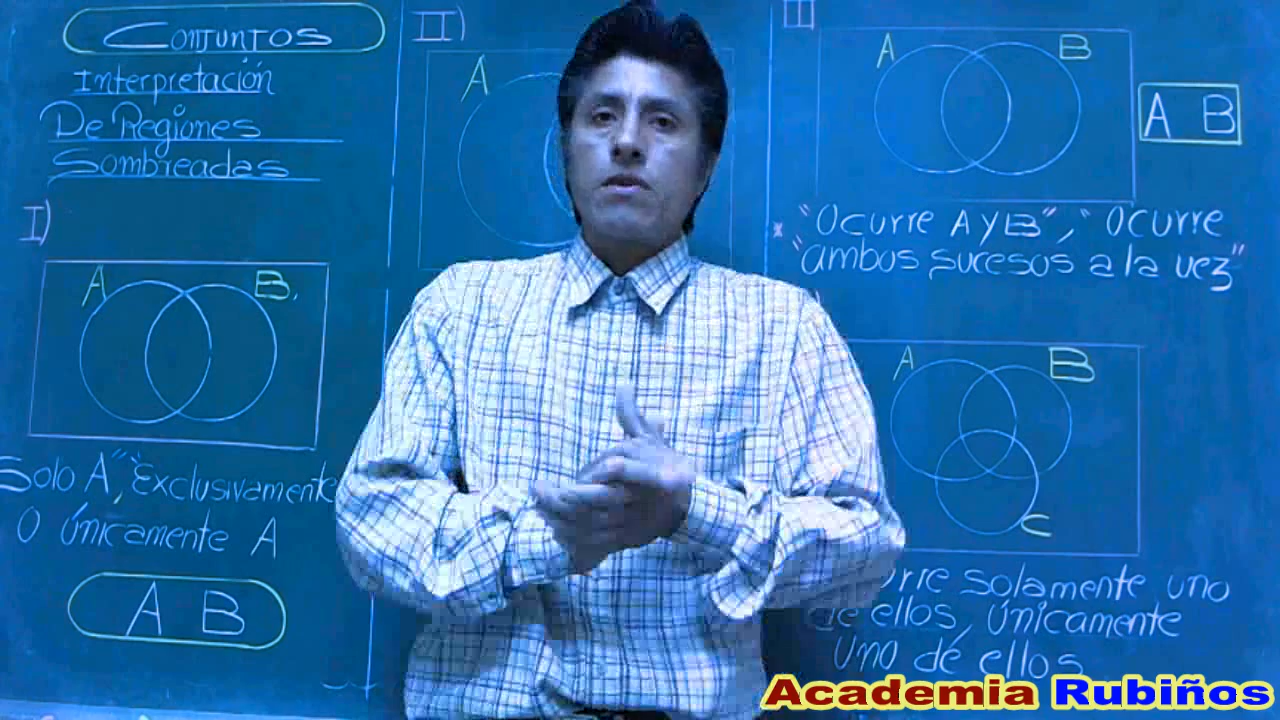 Conjuntos
Interpretación
De Regiones
Sombreadas
I)
A B.
Solo A", "Exclusivamente
O únicamente A
A B
II)
A
III)
A B
A B
* "Ocurre A y B", " Ocurre
"ambos sucesos a la vez"
A B
C
solamente uno
de ellos, únicamente
uno de ellos
Academia Rubiños